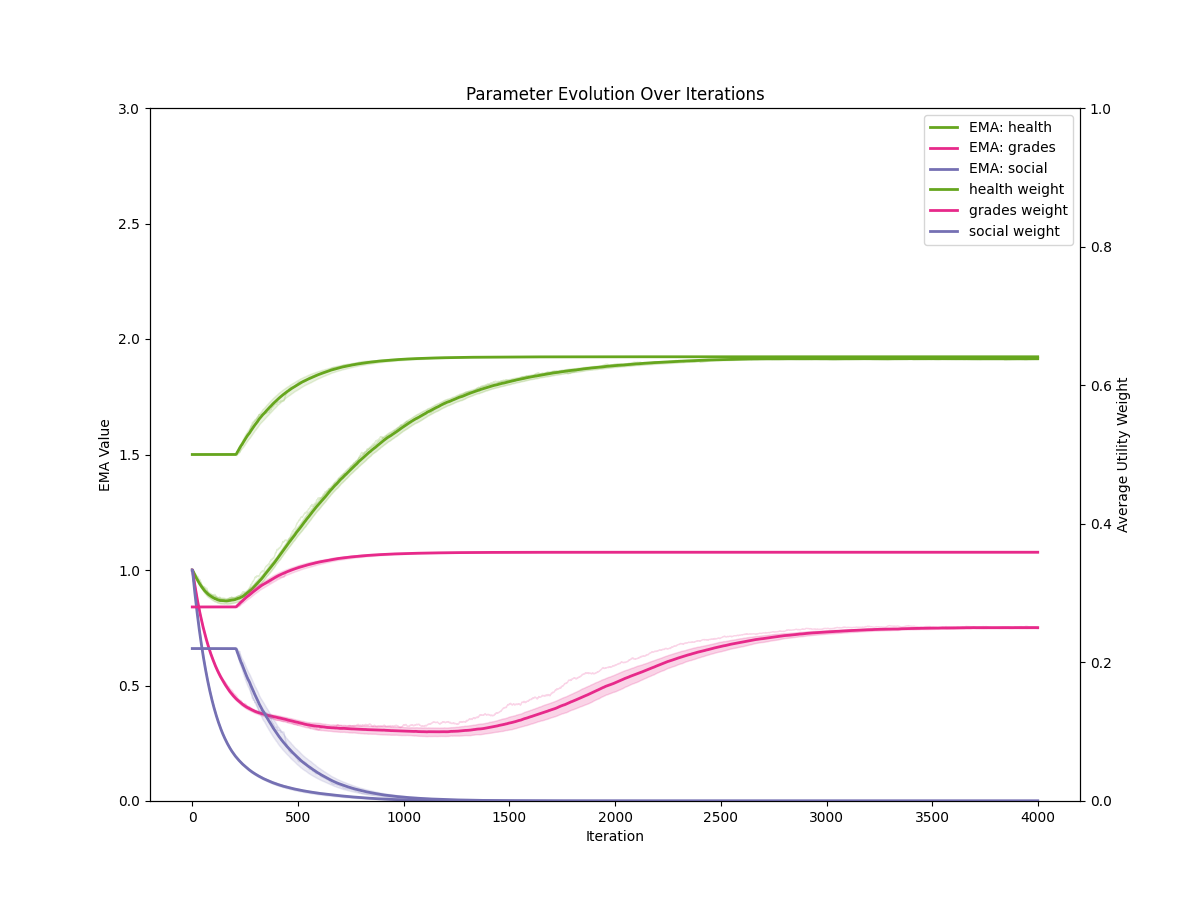 Parameter Evolution Over Iterations
3.0
2.5
2.0
1.5
1.0
0.5
0.0
EMA Value
EMA: health
EMA: grades
EMA: social
health weight
grades weight
social weight
1.0
0.8
0.6
0.4
0.2
0.0
Average Utility Weight
0 500 1000 1500 2000 2500 3000 3500 4000
Iteration